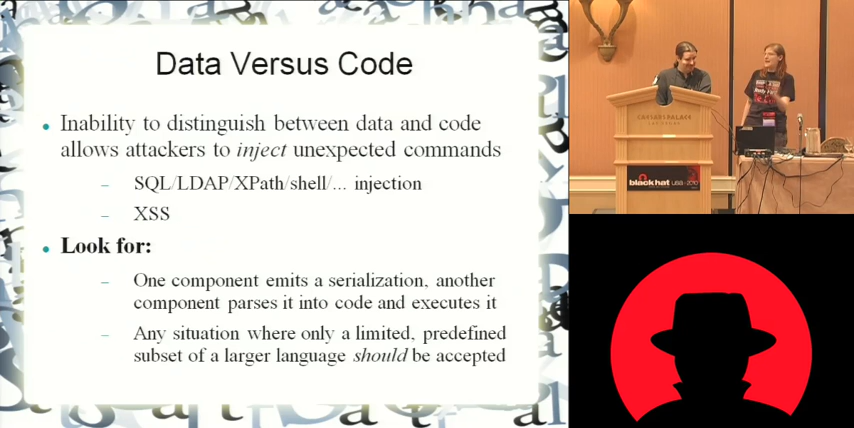 Data Versus Code
• Inability to distinguish between data and code
allows attackers to inject unexpected commands
– SQL/LDAP/XPath/shell/... injection
– XSS
• Look for:
– One component emits a serialization, another
component parses it into code and executes it
– Any situation where only a limited, predefined
subset of a larger language should be accepted
CAESARS PALACE
black hat USA + 2010